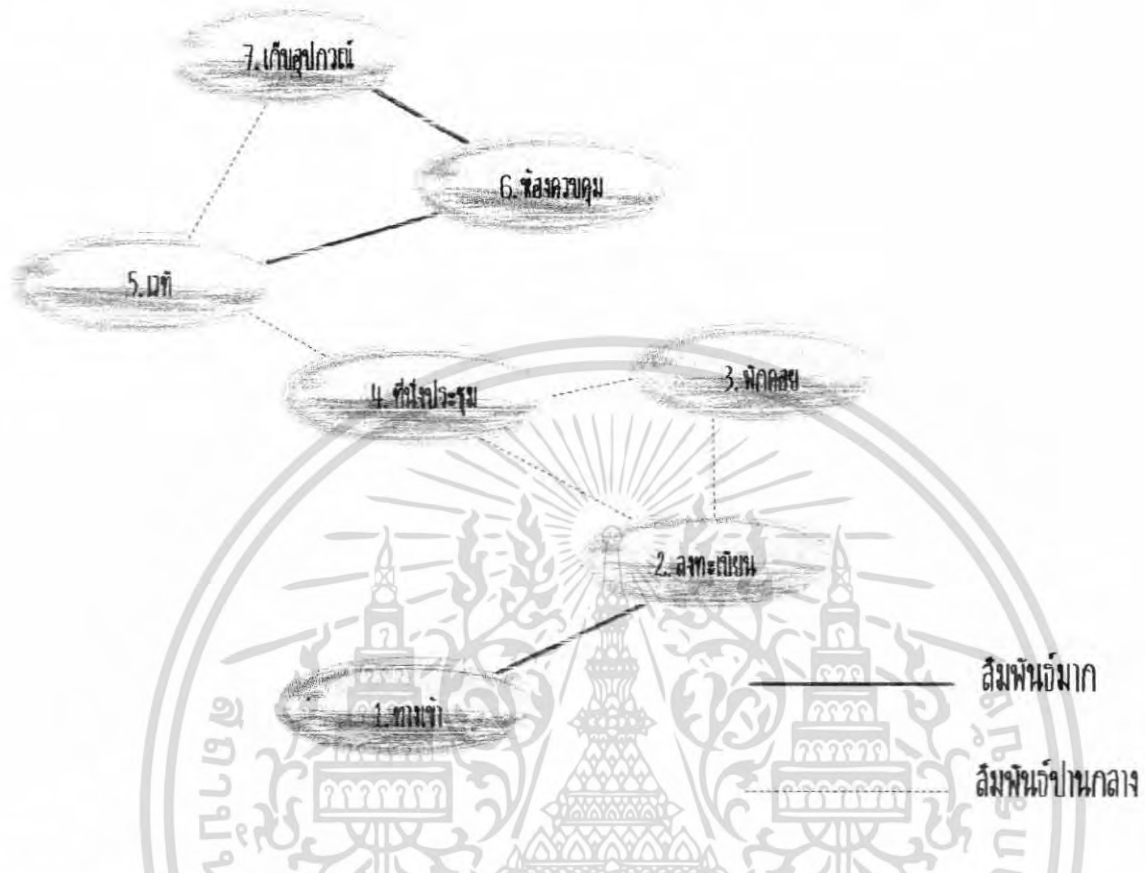 7. เก็บอุปกรณ์
6. ห้องควบคุม
5. เวที
3. พักคอย
4. ที่นั่งประชุม
2. ลงทะเบียน
1. ทางเข้า
สัมพันธ์มาก
สัมพันธ์ปานกลาง